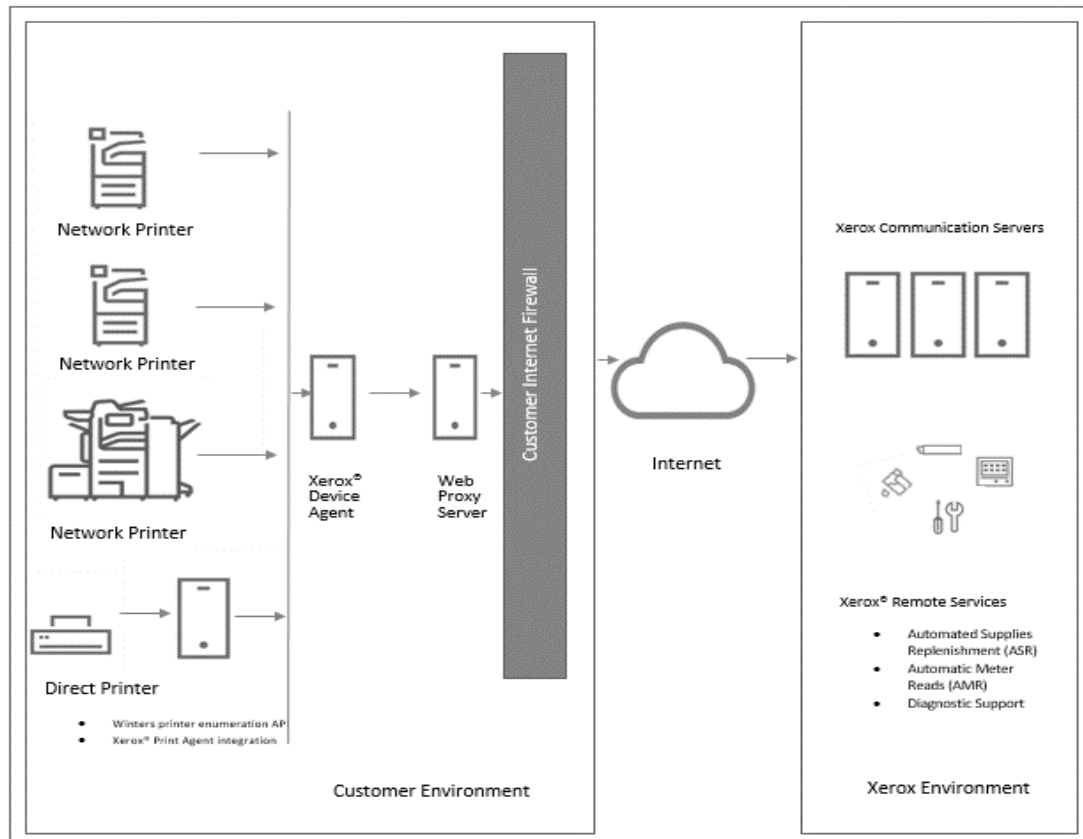 Network Printer
Network Printer
Network Printer
Direct Printer
• Winters printer enumeration AP
• Xerox® Print Agent integration
Xerox®
Device
Agent
Web
Proxy
Server
Customer Internet Firewall
Customer Environment
Internet
Xerox Communication Servers
Xerox® Remote Services
• Automated Supplies
Replenishment (ASR)
• Automatic Meter
Reads (AMR)
• Diagnostic Support
Xerox Environment